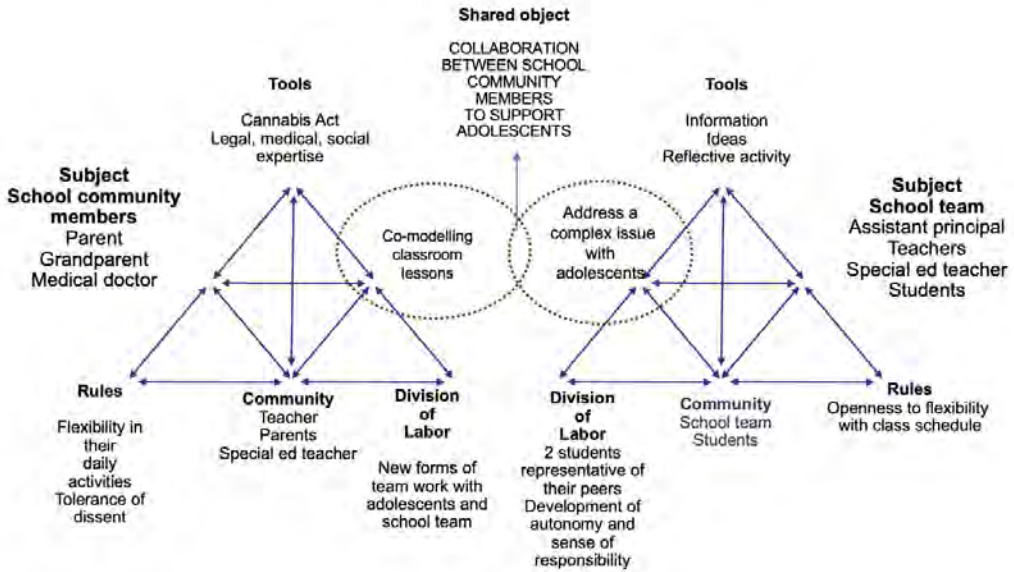 Shared object
COLLABORATION
BETWEEN SCHOOL
COMMUNITY
MEMBERS
TO SUPPORT
ADOLESCENTS
Tools
Cannabis Act
Legal, medical, social
expertise
Tools
Information
Ideas
Reflective activity
Subject
School community
members
Parent
Grandparent
Medical doctor
Co-modelling
classroom
lessons
Address a
complex issue
with
adolescents
Subject
School team
Assistant principal
Teachers
Special ed teacher
Students
Rules
Flexibility in
their
daily
activities
Tolerance of
dissent
Community
Teacher
Parents
Special ed teacher
Division
of
Labor
New forms of
team work with
adolescents and
school team
Division
of
Labor
2 students
representative of
their peers
Development of
autonomy and
sense of
responsibility
Community
School team
Students
Rules
Openness to flexibility
with class schedule